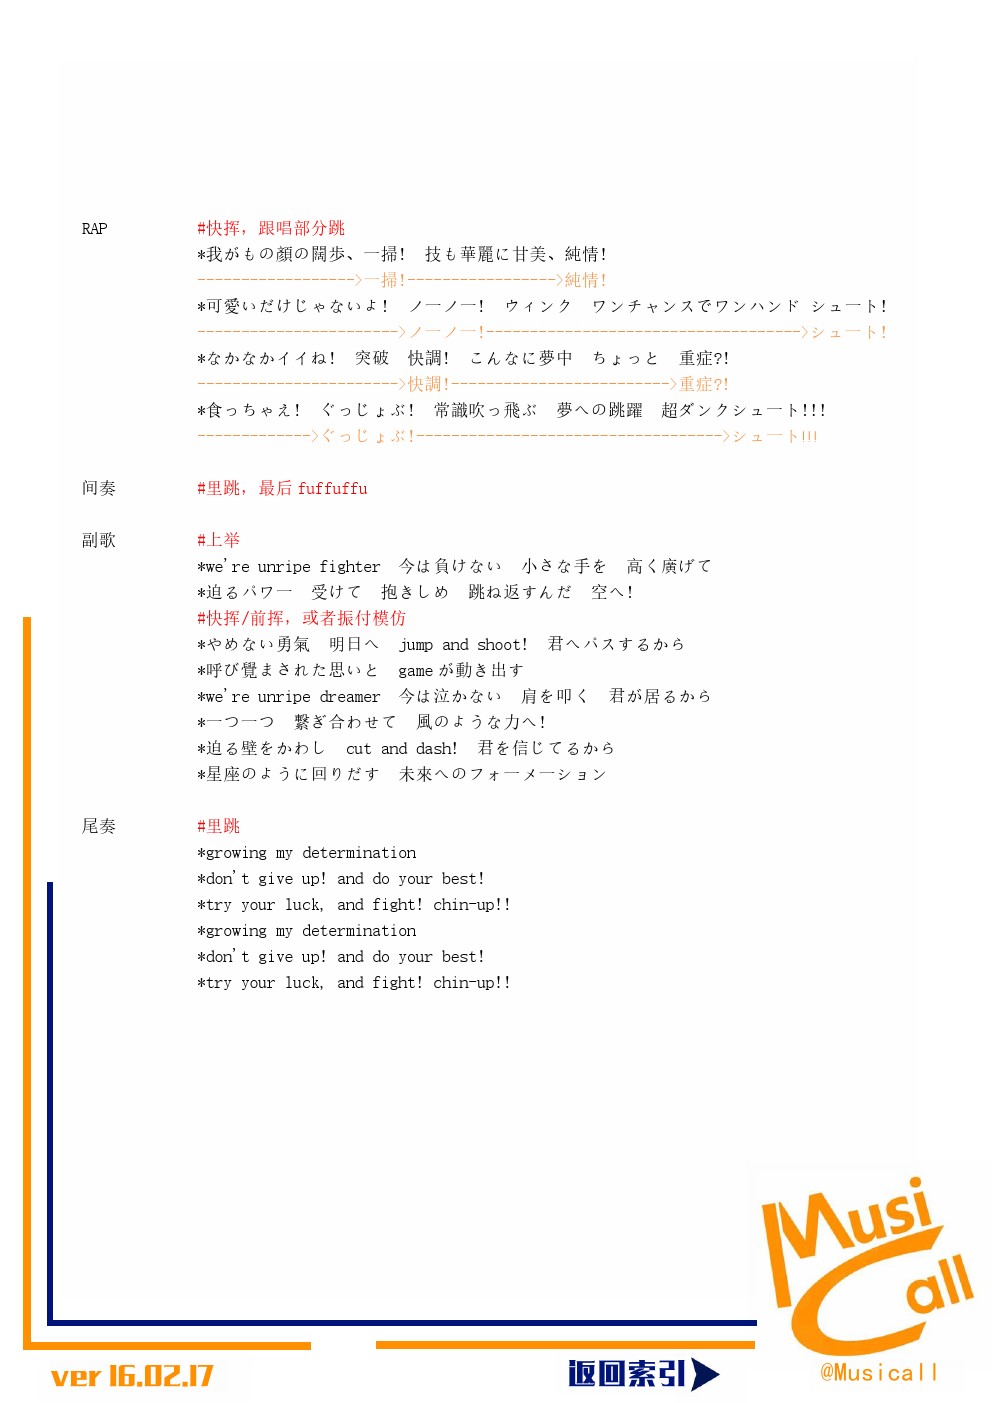 RAP #快挥，跟唱部分跳
*我がもの顔の闊歩、一掃！ 技も華麗に甘美、純情！
------------------>一掃!----------------->純情!
*可愛いだけじゃないよ！ ノーノー！ ウィンク ワンチャンスでワンハンド シュート！
----------------------->ノーノー!------------------------------------>シュート!
*なかなかイイね！ 突破 快調！ こんなに夢中 ちょっと 重症?!
----------------------->快調!------------------------->重症?!
*食っちゃえ！ ぐっじょぶ！ 常識吹っ飛ぶ 夢への跳躍 超ダンクシュート!!!
------------->ぐっじょぶ!----------------------------------->シュート!!!
间奏 #里跳，最后 fuffuffu
副歌 #上举
*we're unripe fighter 今は負けない 小さな手を 高く廣げて
*迫るパワー 受けて 抱きしめ 跳ね返すんだ 空へ！
#快挥/前挥，或者振付模仿
*やめない勇氣 明日へ jump and shoot! 君へパスするから
*呼び覺まされた思いと game が動き出す
*we're unripe dreamer 今は泣かない 肩を叩く 君が居るから
*一つ一つ 繋ぎ合わせて 風のような力へ！
*迫る壁をかわし cut and dash! 君を信じてるから
*星座のように回りだす 未來へのフォーメーション
尾奏 #里跳
*growing my determination
*don't give up! and do your best!
*try your luck, and fight! chin-up!!
*growing my determination
*don't give up! and do your best!
*try your luck, and fight! chin-up!!
Musi
Call
ver 16.02.17 返回索引 @Musicall